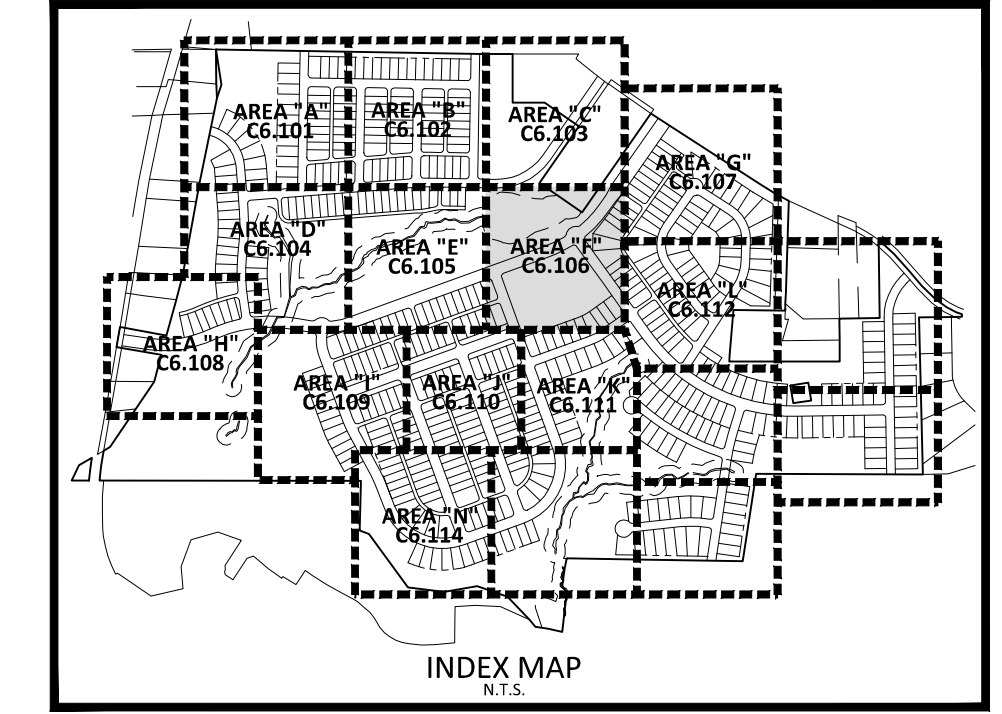 AREA "A"
C6.101
AREA "B"
C6.102
AREA "C"
C6.103
AREA "G"
C6.107
AREA "D"
C6.104
AREA "E"
C6.105
AREA "F"
C6.106
AREA "L"
C6.112
AREA "H"
C6.108
AREA "I"
C6.109
AREA "J"
C6.110
AREA "K"
C6.111
AREA "N"
C6.114
INDEX MAP
N.T.S.